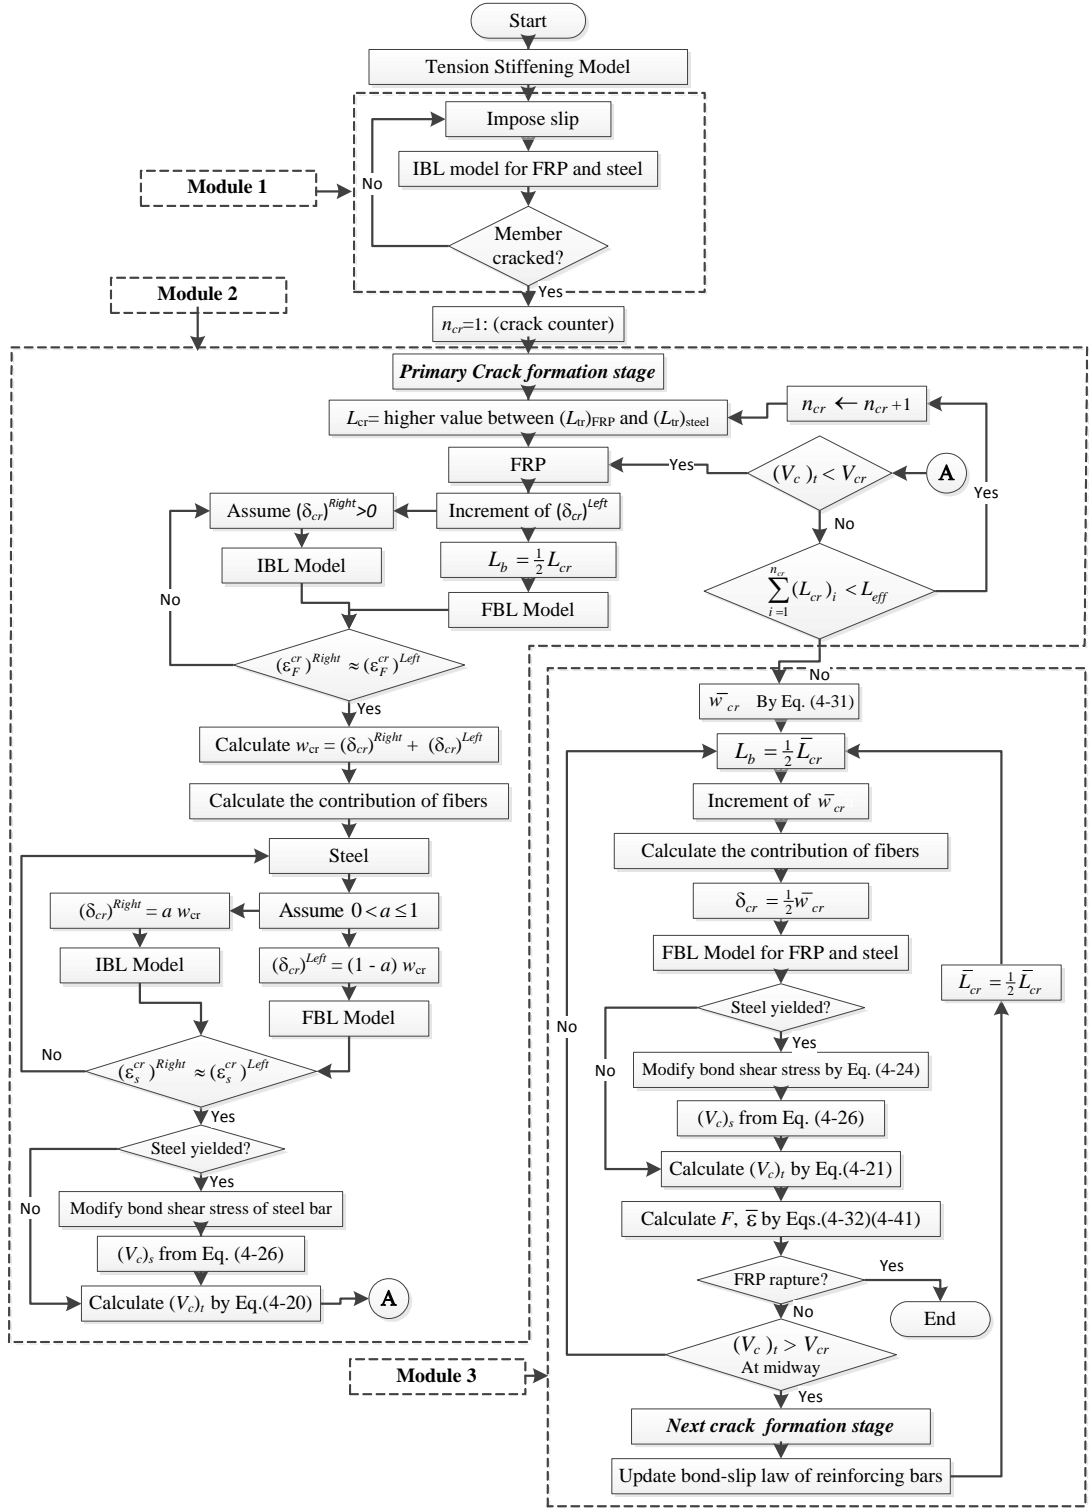 Start
Tension Stiffening Model
Impose slip
IBL model for FRP and steel
No
Module 1
Member
cracked?
Yes
Module 2
n_cr=1: (crack counter)
Primary Crack formation stage
L_cr= higher value between (L_tr)_FRP and (L_tr)_steel
n_cr ← n_cr +1
FRP
Yes
(V_c)_t < V_cr
A
Yes
Assume (δ_cr)^Right>0
Increment of (δ_cr)^Left
No
IBL Model
L_b = 1/2 L_cr
∑_{i=1}^{n_cr} (L_cr)_i < L_eff
No
FBL Model
(ε_F^cr)^Right ≈ (ε_F^cr)^Left
No
Yes
w̄_cr By Eq. (4-31)
Calculate w_cr = (δ_cr)^Right + (δ_cr)^Left
L_b = 1/2 L̄_cr
Calculate the contribution of fibers
Increment of w̄_cr
Steel
Calculate the contribution of fibers
(δ_cr)^Right = a w_cr
Assume 0 < a ≤ 1
δ_cr = 1/2 w̄_cr
IBL Model
(δ_cr)^Left = (1 - a) w_cr
FBL Model for FRP and steel
FBL Model
L̄_cr = 1/2 L̄_cr
Steel yielded?
No
No
(ε_s^cr)^Right ≈ (ε_s^cr)^Left
Yes
No
Modify bond shear stress by Eq. (4-24)
Yes
(V_c)_s from Eq. (4-26)
Steel yielded?
Calculate (V_c)_t by Eq.(4-21)
Yes
No
Modify bond shear stress of steel bar
Calculate F, ε̄ by Eqs.(4-32)(4-41)
(V_c)_s from Eq. (4-26)
FRP rapture?
Yes
Calculate (V_c)_t by Eq.(4-20)
A
End
No
(V_c)_t > V_cr
At midway
Module 3
Yes
Next crack formation stage
Update bond-slip law of reinforcing bars